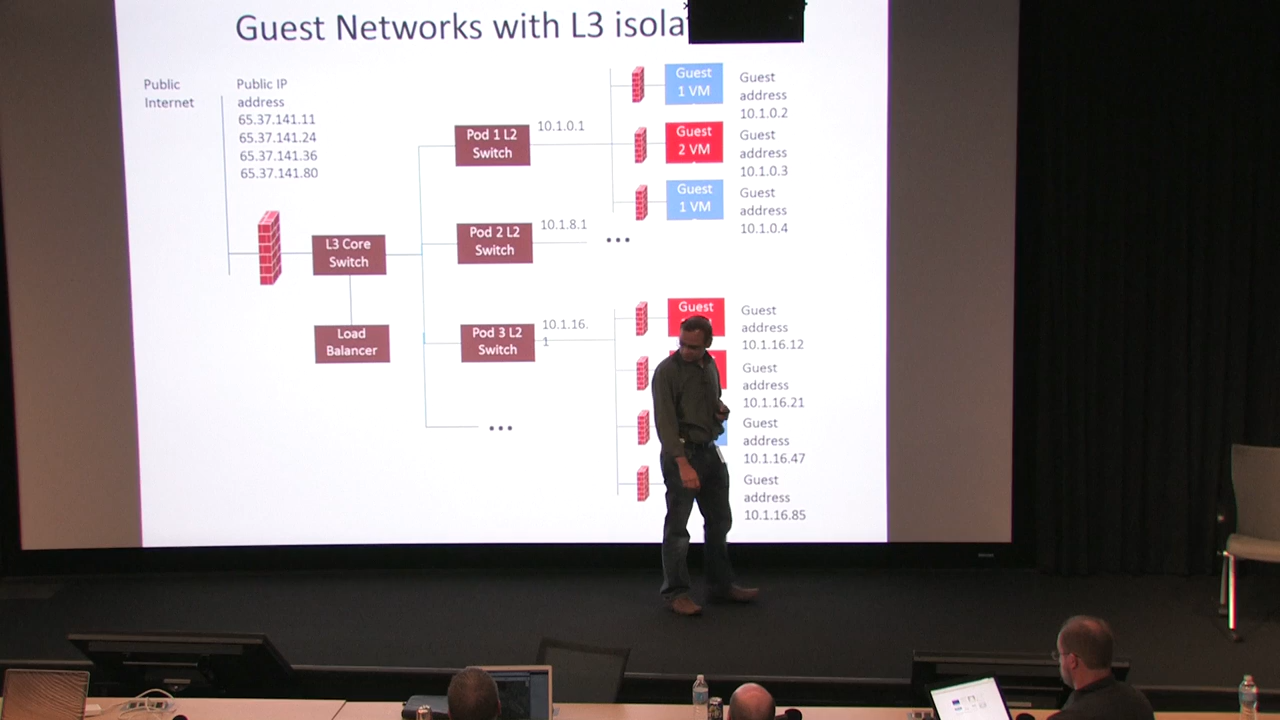 Guest Networks with L3 isola
Public
Internet
Public IP
address
65.37.141.11
65.37.141.24
65.37.141.36
65.37.141.80
L3 Core
Switch
Load
Balancer
Pod 1 L2
Switch
10.1.0.1
Pod 2 L2
Switch
10.1.8.1
...
Pod 3 L2
Switch
10.1.16.
1
...
Guest
1 VM
Guest
address
10.1.0.2
Guest
2 VM
Guest
address
10.1.0.3
Guest
1 VM
Guest
address
10.1.0.4
Guest
Guest
address
10.1.16.12
Guest
address
10.1.16.21
Guest
address
10.1.16.47
Guest
address
10.1.16.85